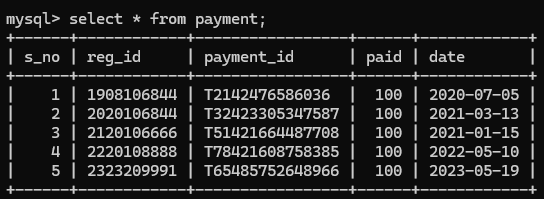 mysql> select * from payment;
+------+------------+----------------+------+------------+
| s_no | reg_id     | payment_id     | paid | date       |
+------+------------+----------------+------+------------+
|    1 | 1908106844 | T2142476586036 |  100 | 2020-07-05 |
|    2 | 2020106844 | T32423305347587 |  100 | 2021-03-13 |
|    3 | 2120106666 | T51421664487708 |  100 | 2021-01-15 |
|    4 | 2220108888 | T78421608758385 |  100 | 2022-05-10 |
|    5 | 2323209991 | T65485752648966 |  100 | 2023-05-19 |
+------+------------+----------------+------+------------+